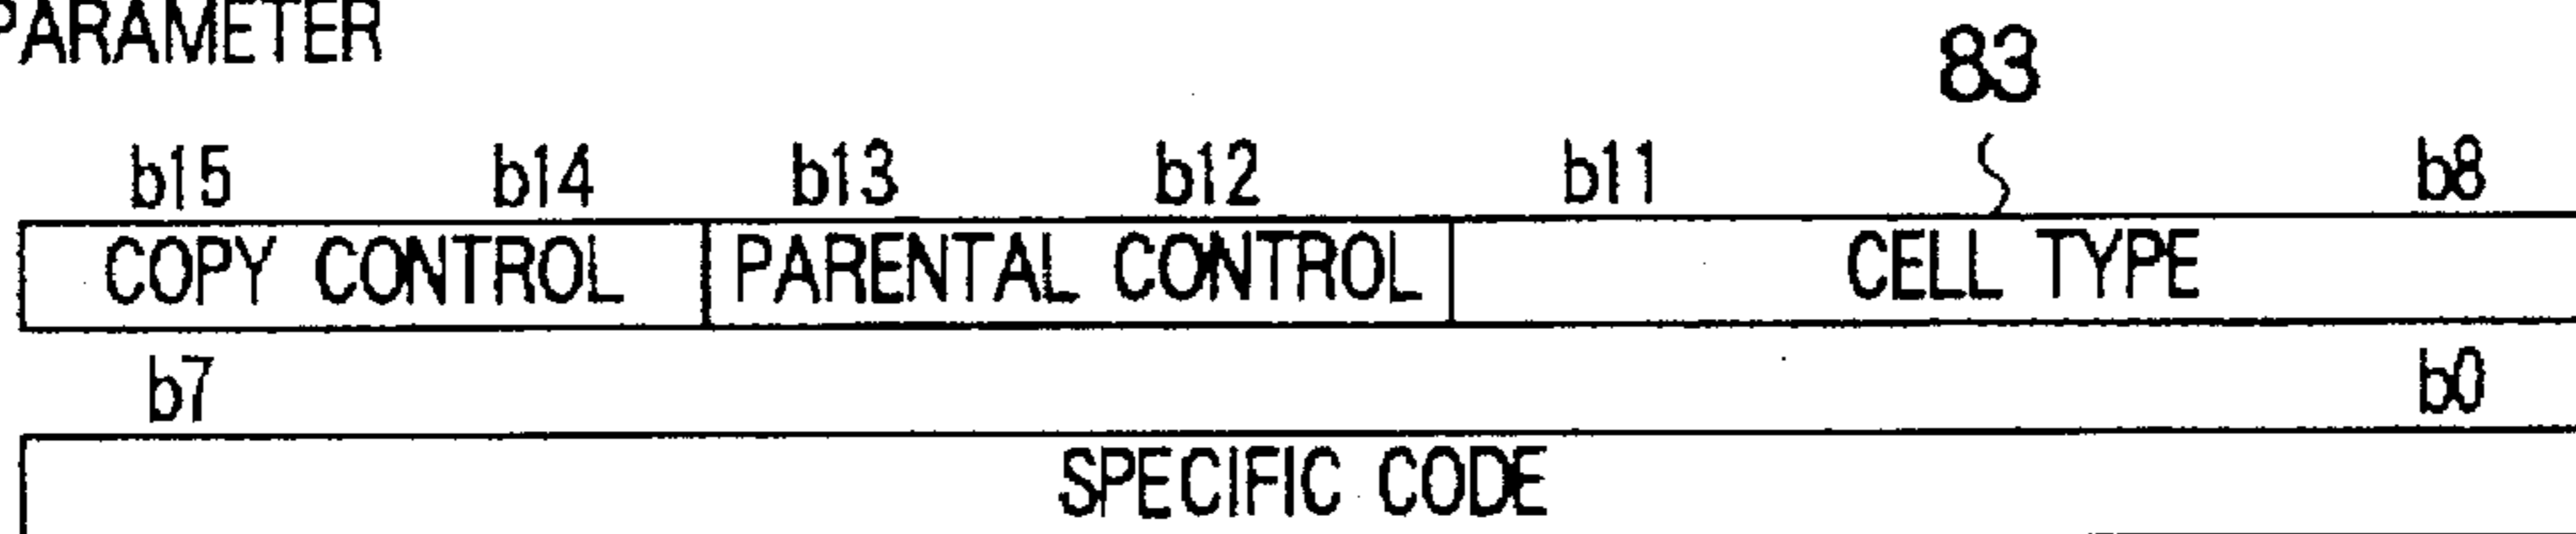 PARAMETER
83
b15 b14 b13 b12 b11 b8
COPY CONTROL PARENTAL CONTROL CELL TYPE
b7 b0
SPECIFIC CODE